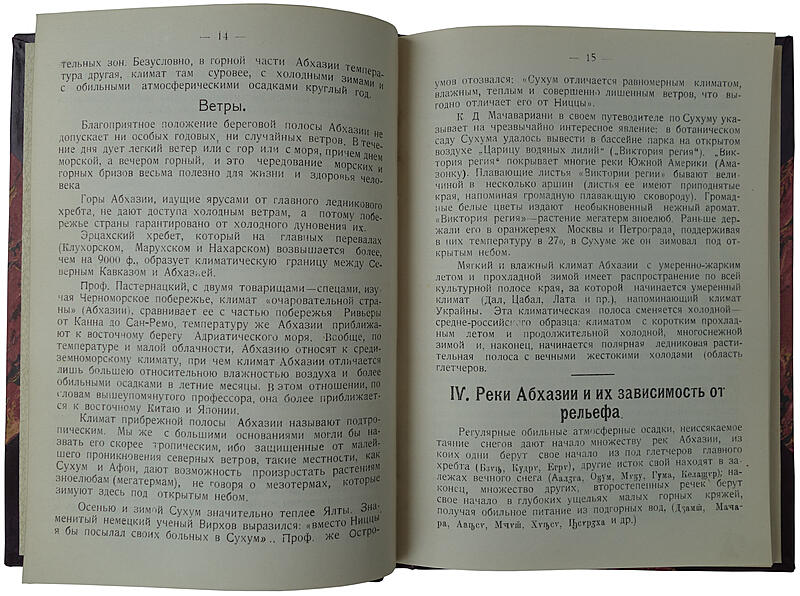 — 14 —
тельных зон. Безусловно, в горной части Абхазии темпера-
тура другая, климат там суровее, с холодными зимами и
с обильными атмосферическими осадками круглый год.
Ветры.
Благоприятное положение береговой полосы Абхазии не
допускает ни особых годовых, ни случайных ветров. В тече-
ние дня дует легкий ветер или с гор или с моря, причем днем
морской, а вечером горный, и это чередование морских и
горных бризов весьма полезно для жизни и здоровья чело-
века
Горы Абхазии, идущие ярусами от главного ледникового
хребта, не дают доступа холодным ветрам, а потому побе-
режье страны гарантировано от холодного дуновения их.
Эрцахский хребет, который на главных перевалах
(Клухорском, Марухском и Нахарском) возвышается более,
чем на 9000 ф., образует климатическую границу между Се-
верным Кавказом и Абхазией.
Проф. Пастернацкий, с двумя товарищами—спецами, изу-
чая Черноморское побережье, климат „очаровательной стра-
ны» (Абхазии), сравнивает ее с частью побережья Ривьеры
от Канна до Сан-Ремо, температуру же Абхазии приближа-
ют к восточному берегу Адриатического моря. Вообще, по
температуре и малой облачности, Абхазию относят к среди-
земноморскому климату, при чем климат Абхазии отличается
лишь большею относительною влажностью воздуха и более
обильными осадками в летние месяцы. В этом отношении, по
словам вышеупомянутого профессора, она более приближает-
ся к восточному Китаю и Японии.
Климат прибрежной полосы Абхазии называют подтро-
пическим. Мы же с большими основаниями могли бы на-
звать его скорее тропическим, ибо защищенные от малей-
шего проникновения северных ветров, такие местности, как
Сухум и Афон, дают возможность произростать растениям
зноелюбам (мегатермам), не говоря о мезотермах, которые
зимуют здесь под открытым небом.
Осенью и зимой Сухум значительно теплее Ялты. Зна-
менитый немецкий ученый Вирхов выразился: «вместо Ниццы
я бы посылал своих больных в Сухум».. Проф. же Остро-
— 15 —
умов отозвался: «Сухум отличается равномерным климатом,
влажным, теплым и совершенно лишенным ветров, что вы-
годно отличает его от Ниццы».
К. Д Мачавариани в своем путеводителе по Сухуму ука-
зывает на чрезвычайно интересное явление: в ботаническом
саду Сухума удалось вывести в бассейне парка на открытом
воздухе „Царицу водяных лилий“ („Виктория регия“). „Вик-
тория регия“ покрывает многие реки Южной Америки (Ама-
зонку). Плавающие листья «Виктории регии» бывают вели-
чиной в несколько аршин (листья ее имеют приподнятые
края, напоминая громадную плавающую сковороду). Громад-
ные белые цветы издают необыкновенный нежный аромат.
«Виктория регия»—растение мегатерм зноелюб. Раньше дер-
жали его в оранжереях Москвы и Петрограда, поддерживая
в них температуру в 27°, в Сухуме же он зимовал под от-
крытым небом.
Мягкий и влажный климат Абхазии с умеренно-жарким
летом и прохладной зимой имеет распространение по всей
культурной полосе края, за которой начинается умеренный
климат (Дал, Цабал, Лата и пр.), напоминающий климат
Украйны. Эта климатическая полоса сменяется холодной—
средне-российского образца: климатом с коротким прохлад-
ным летом и продолжительной, холодной, многоснежной
зимой и, наконец, начинается полярная ледниковая расти-
тельная полоса с вечными жестокими холодами (область
глетчеров).
IV. Реки Абхазии и их зависимость от
рельефа.
Регулярные обильные атмосферные осадки, неиссякаемое
таяние снегов дают начало множеству рек Абхазии, из
коих одни берут свое начало из под глетчеров главного
хребта
другие исток свой находят в за-
лежах вечного снега
на-
конец, множество других, второстепенных речек берут
свое начало в глубоких ущельях малых горных кряжей,
получая обильное питание из подгорных вод,
и др.)